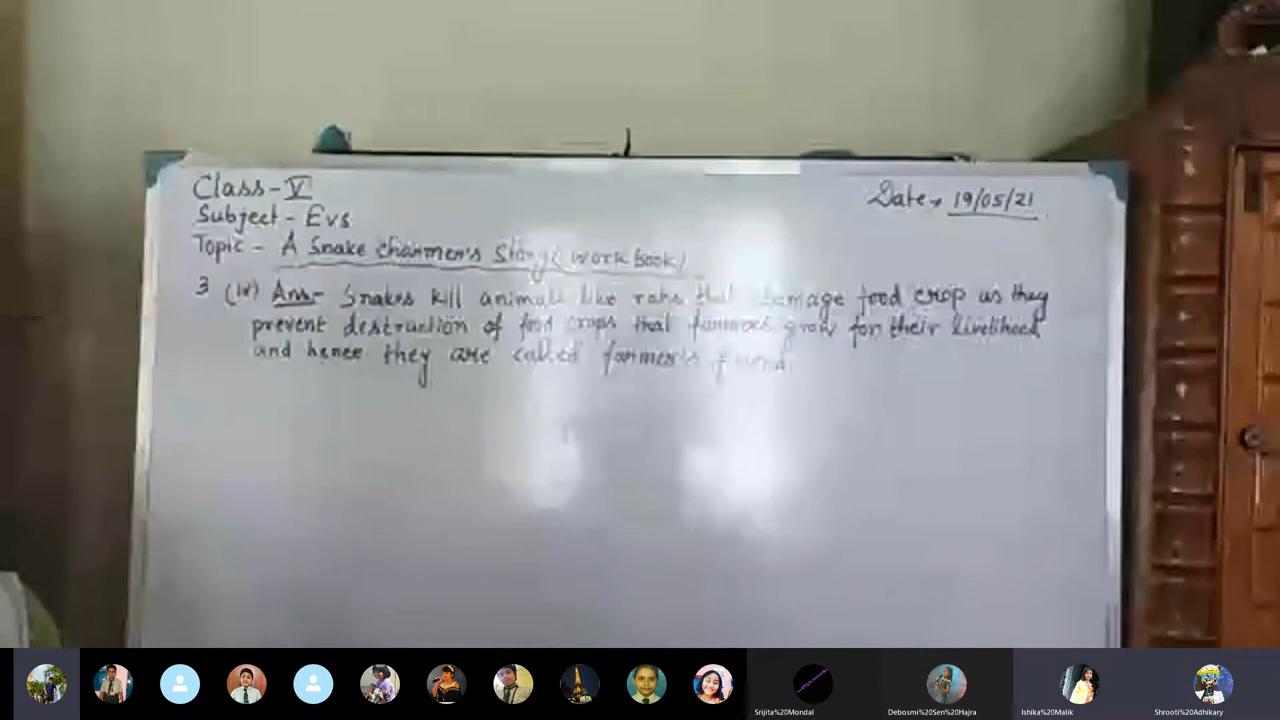 Class-V
Subject - Evs
Date → 19/05/21
Topic - A Snake Charmer's Story (work book)
3 (iv) Ans- Snakes kill animals like rats that damage food crop as they
prevent destruction of food crops that farmers grow for their livelihood
and hence they are called farmer's friend.
Srijita%20Mondal
Debosmi%20Sen%20Hajra
Ishika%20Malik
Shrooti%20Adhikary